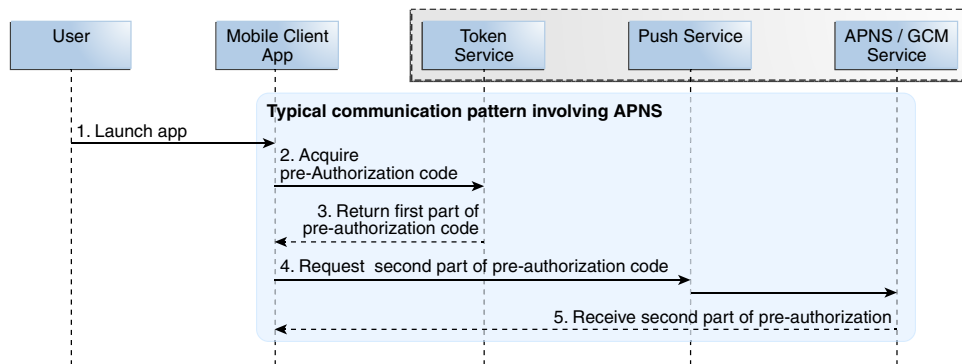 User
Mobile Client
App
Token
Service
Push Service
APNS / GCM
Service
Typical communication pattern involving APNS
1. Launch app
2. Acquire
pre-Authorization code
3. Return first part of
pre-authorization code
4. Request second part of pre-authorization code
5. Receive second part of pre-authorization